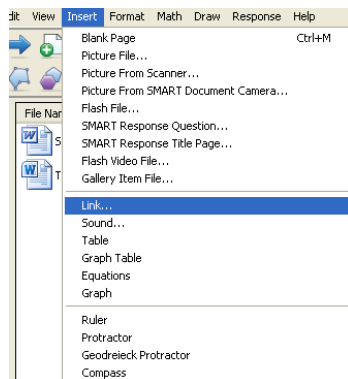 dit View Insert Format Math Draw Response Help
Blank Page Ctrl+M
Picture File...
Picture From Scanner...
Picture From SMART Document Camera...
Flash File...
SMART Response Question...
SMART Response Title Page...
Flash Video File...
Gallery Item File...
Link...
Sound...
Table
Graph Table
Equations
Graph
Ruler
Protractor
Geodreieck Protractor
Compass
File Nar
S
T